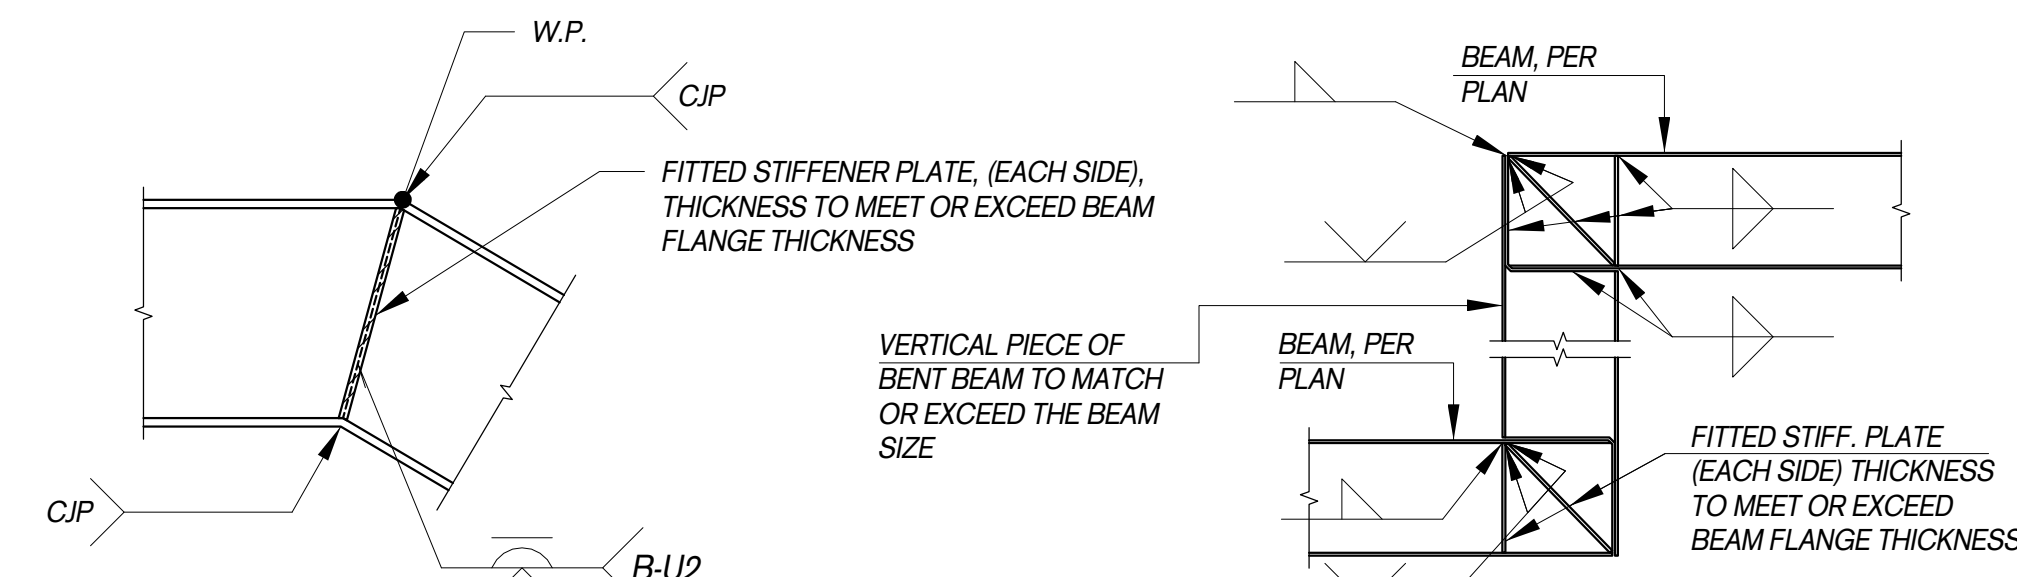 W.P.
CJP
FITTED STIFFENER PLATE, (EACH SIDE),
THICKNESS TO MEET OR EXCEED BEAM
FLANGE THICKNESS
CJP
B-U2
BEAM, PER
PLAN
VERTICAL PIECE OF
BENT BEAM TO MATCH
OR EXCEED THE BEAM
SIZE
BEAM, PER
PLAN
FITTED STIFF. PLATE
(EACH SIDE) THICKNESS
TO MEET OR EXCEED
BEAM FLANGE THICKNESS